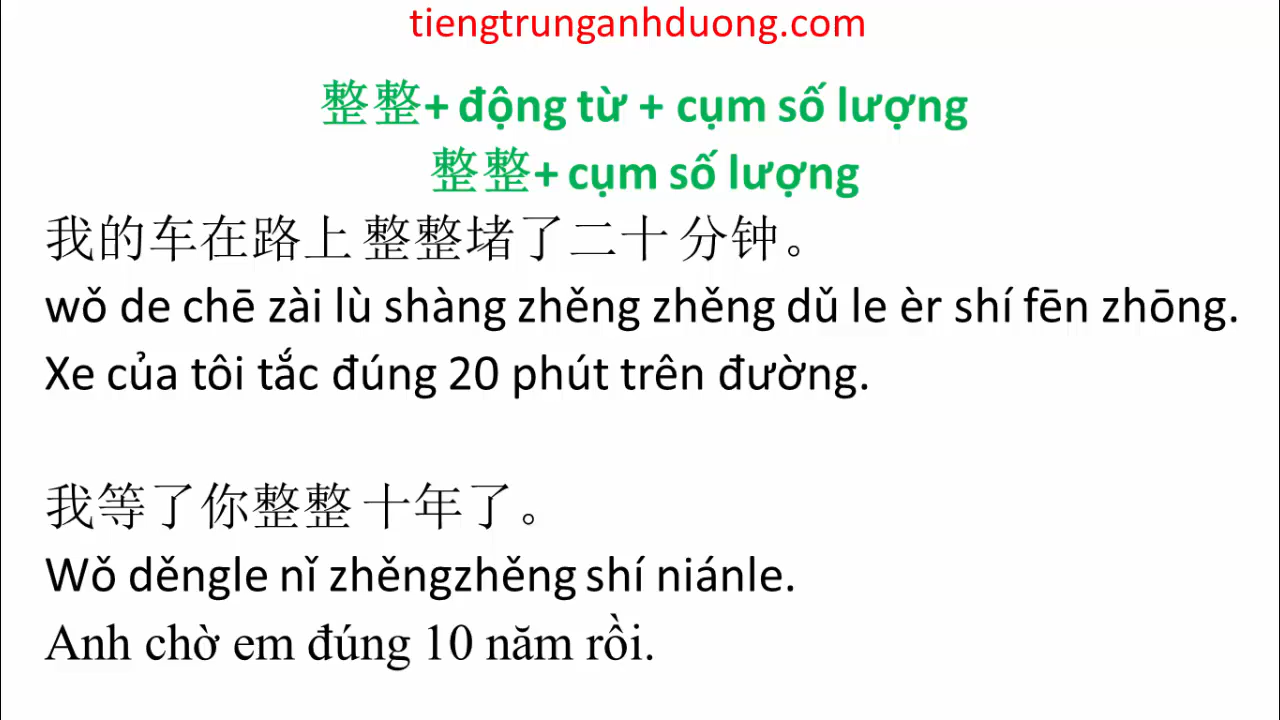 tiengtrunganhduong.com
整整+ động từ + cụm số lượng
整整+ cụm số lượng
我的车在路上 整整堵了二十 分钟。
wǒ de chē zài lù shàng zhěng zhěng dǔ le èr shí fēn zhōng.
Xe của tôi tắc đúng 20 phút trên đường.
我等了你整整 十年了。
Wǒ děngle nǐ zhěngzhěng shí niánle.
Anh chờ em đúng 10 năm rồi.